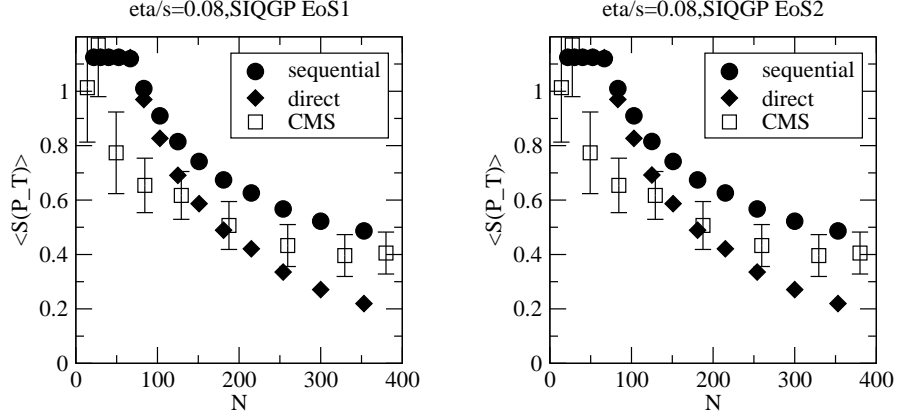 eta/s=0.08,SIQGP EoS1
<S(P_T)>
1
0.8
0.6
0.4
0.2
0
0
100
200
300
400
N
sequential
direct
CMS
eta/s=0.08,SIQGP EoS2
<S(P_T)>
1
0.8
0.6
0.4
0.2
0
0
100
200
300
400
N
sequential
direct
CMS